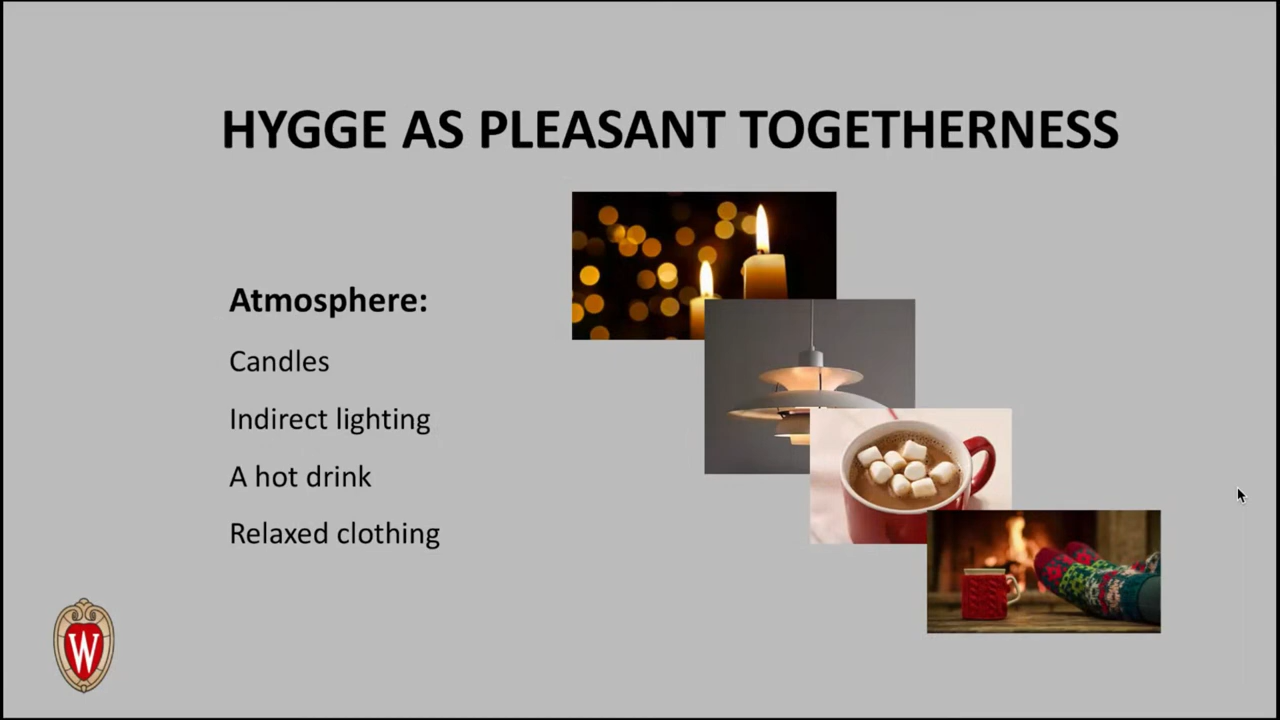 HYGGE AS PLEASANT TOGETHERNESS
Atmosphere:
Candles
Indirect lighting
A hot drink
Relaxed clothing
W